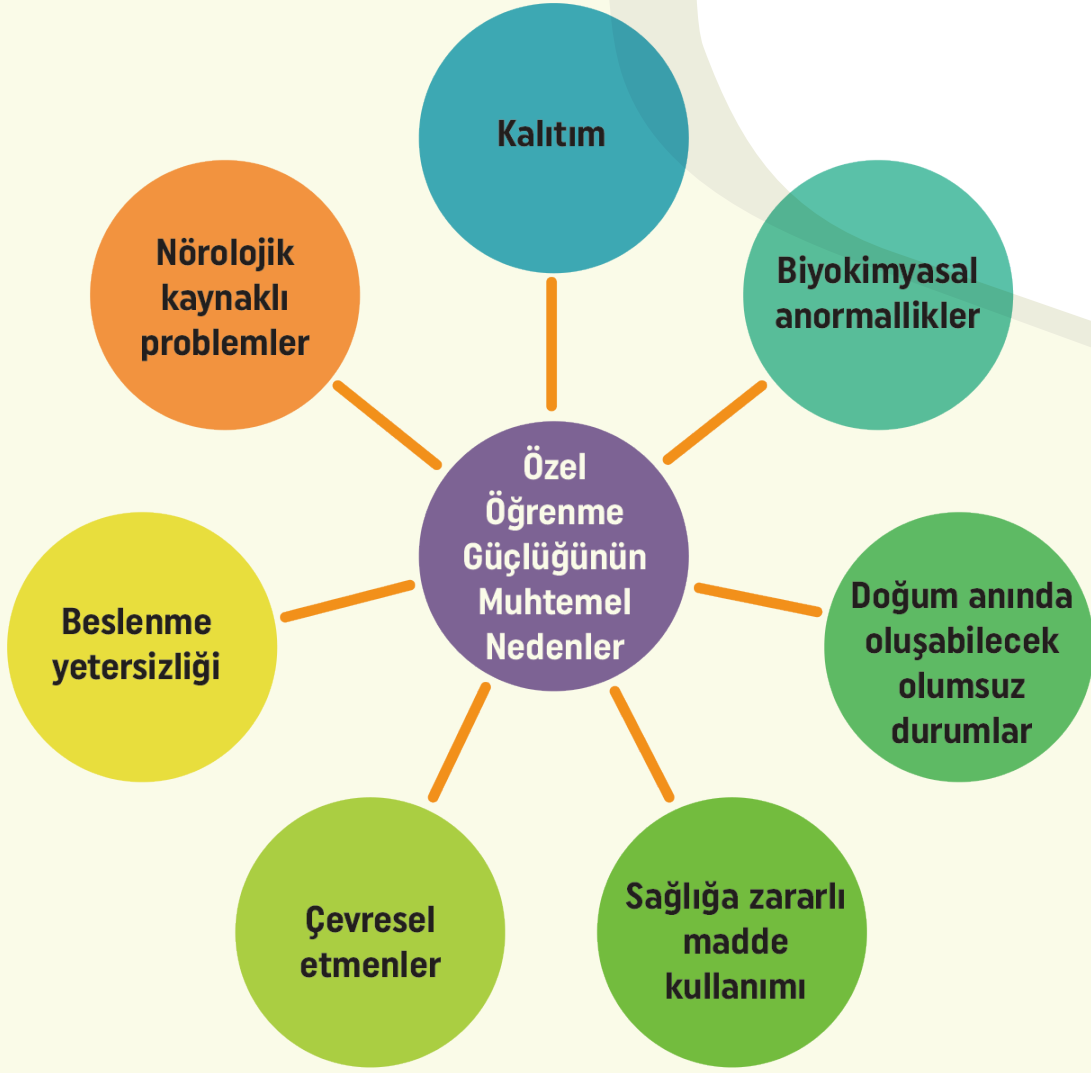 Kalıtım
Biyokimyasal
anormallikler
Doğum anında
oluşabilecek
olumsuz
durumlar
Sağlığa zararlı
madde
kullanımı
Çevresel
etmenler
Beslenme
yetersizliği
Nörolojik
kaynaklı
problemler
Özel
Öğrenme
Güçlüğünün
Muhtemel
Nedenler